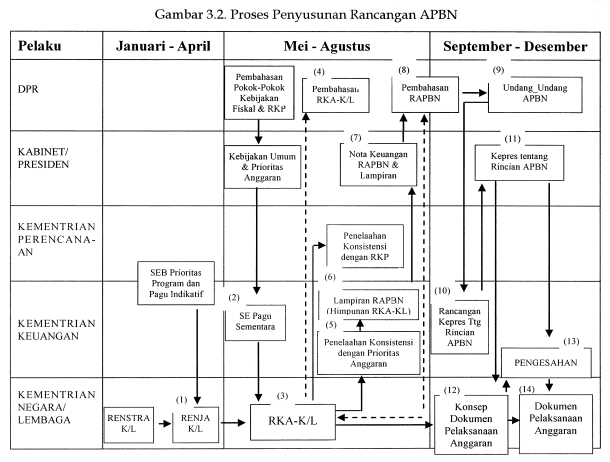 Gambar 3.2. Proses Penyusunan Rancangan APBN
Pelaku
Januari - April
Mei - Agustus
September - Desember
DPR
Pembahasan
Pokok-Pokok
Kebijakan
Fiskal & RKP
(4)
Pembahasan
RKA-K/L
(8)
Pembahasan
RAPBN
(9)
Undang_Undang
APBN
KABINET/
PRESIDEN
Kebijakan Umum
& Prioritas
Anggaran
(7)
Nota Keuangan
RAPBN &
Lampiran
(11)
Kepres tentang
Rincian APBN
KEMENTRIAN
PERENCANA-
AN
Penelaahan
Konsistensi
dengan RKP
SEB Prioritas
Program dan
Pagu Indikatif
KEMENTRIAN
KEUANGAN
(2)
SE Pagu
Sementara
(6)
Lampiran RAPBN
(Himpunan RKA-KL)
(5)
Penelaahan Konsistensi
dengan Prioritas
Anggaran
(10)
Rancangan
Kepres Ttg
Rincian
APBN
(13)
PENGESAHAN
KEMENTRIAN
NEGARA/
LEMBAGA
RENSTRA
K/L
(1)
RENJA
K/L
(3)
RKA-K/L
(12)
Konsep
Dokumen
Pelaksanaan
Anggaran
(14)
Dokumen
Pelaksanaan
Anggaran